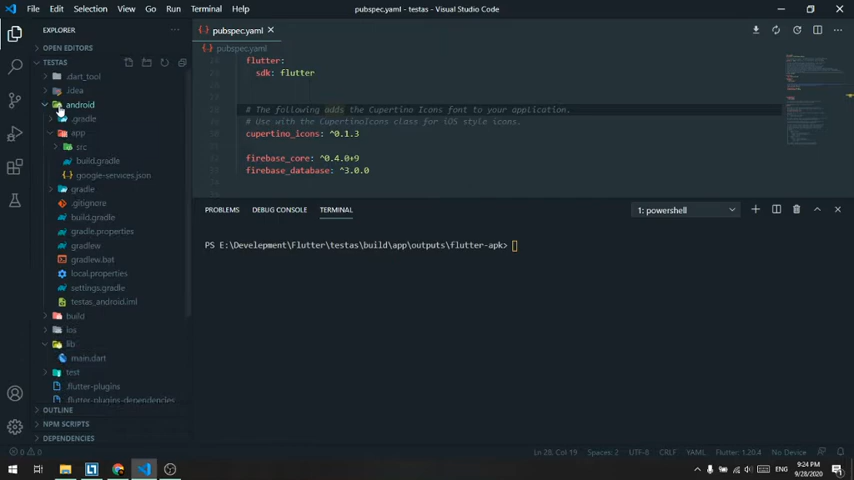 File Edit Selection View Go Terminal ··· pubspec.yaml - testas - Visual Studio Code
EXPLORER ···
OPEN EDITORS
TESTAS
.dart_tool
.idea
android
.gradle
app
src
build.gradle
google-services.json
gradle
.gitignore
build.gradle
gradle.properties
gradlew
gradlew.bat
local.properties
settings.gradle
testas_android.iml
build
ios
lib
main.dart
test
.flutter-plugins
.flutter-plugins-dependencies
OUTLINE
NPM SCRIPTS
DEPENDENCIES
pubspec.yaml
pubspec.yaml
flutter:
sdk: flutter
# The following adds the Cupertino Icons font to your application.
# Use with the CupertinoIcons class for iOS style icons.
cupertino_icons: ^0.1.3
firebase_core: ^0.4.0+9
firebase_database: ^3.0.0
PROBLEMS DEBUG CONSOLE TERMINAL 1: powershell
PS E:\Develepment\Flutter\testas\build\app\outputs\flutter-apk>
0 0 Ln 28, Col 19 Spaces: 2 UTF-8 CRLF YAML Flutter: 1.20.4 No Device
ENG 9:24 PM
9/28/2020